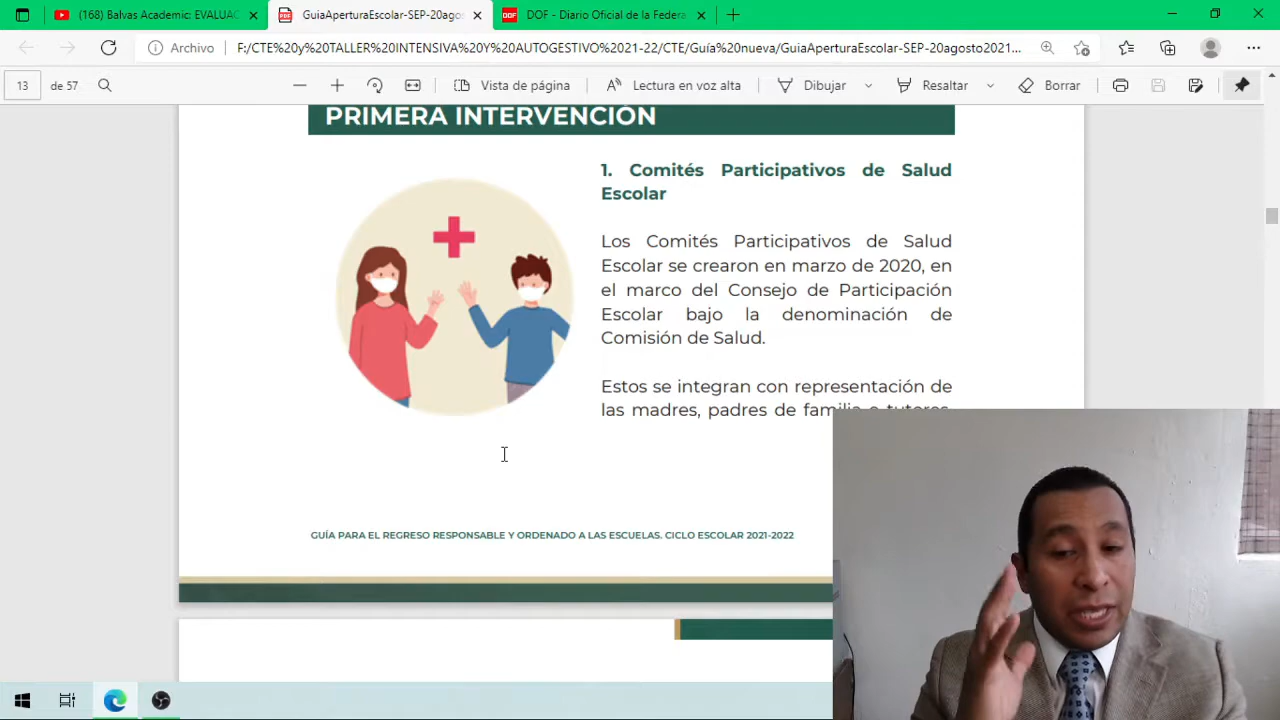 (168) Balvas Academic: EVALUAC
GuiaAperturaEscolar-SEP-20agos
DOF - Diario Oficial de la Federa
Archivo
F:/CTE%20y%20TALLER%20INTENSIVA%20Y%20AUTOGESTIVO%202021-22/CTE/Guía%20nueva/GuiaAperturaEscolar-SEP-20agosto2021...
13 de 57
Vista de página
Lectura en voz alta
Dibujar
Resaltar
Borrar
PRIMERA INTERVENCIÓN
1. Comités Participativos de Salud
Escolar
Los Comités Participativos de Salud
Escolar se crearon en marzo de 2020, en
el marco del Consejo de Participación
Escolar bajo la denominación de
Comisión de Salud.
Estos se integran con representación de
las madres, padres de familia o tutores,
GUÍA PARA EL REGRESO RESPONSABLE Y ORDENADO A LAS ESCUELAS. CICLO ESCOLAR 2021-2022